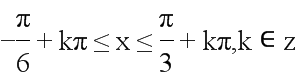 -π/6 + kπ ≤ x ≤ π/3 + kπ, k ∈ z